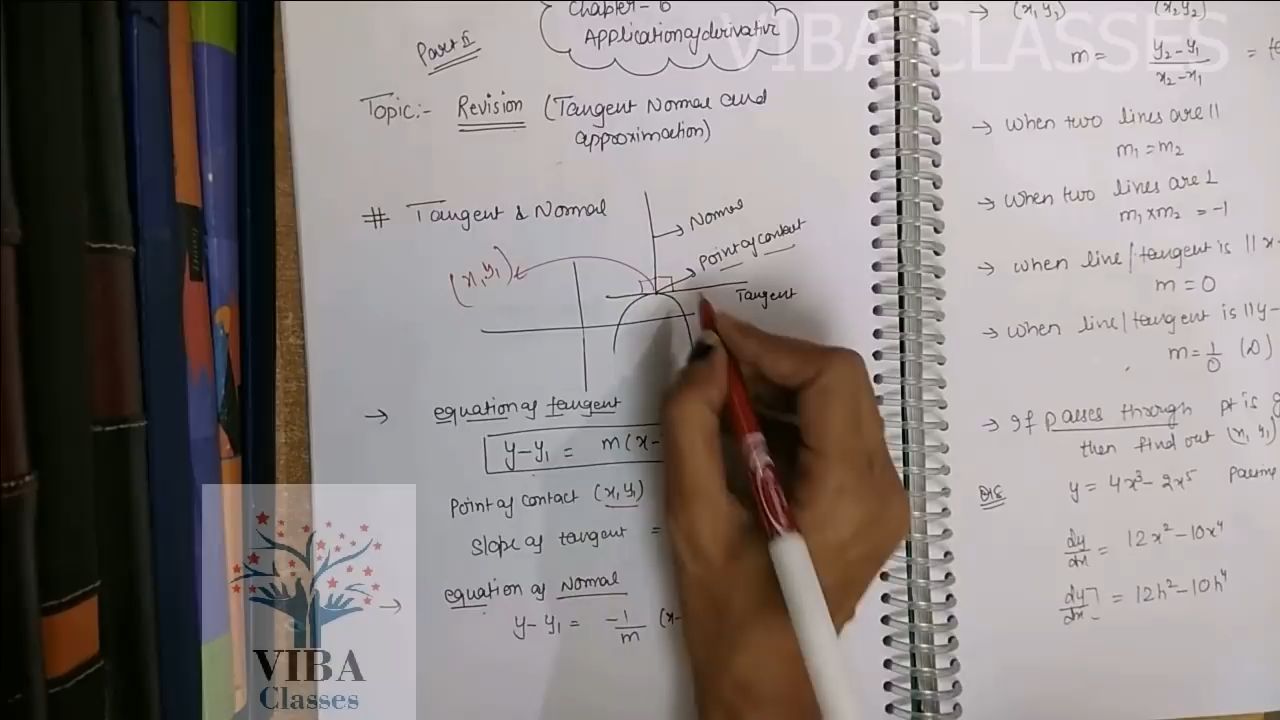 Chapter-6
Part II
Application of derivative
VIBA CLASSES
Topic:- Revision (Tangent Normal and
approximation)
# Tangent & Normal
Normal
Point of contact
(x, y₁)
Tangent
→ equation of tangent
y-y₁ = m(x-
Point of contact (x, y₁)
Slope of tangent =
→ equation of Normal
y-y₁ = -1/m (x-
→ (x, y₁) (x₂ y₂)
m = y₂-y₁/x₂-x₁ =
→ When two lines are ||
m₁ = m₂
→ When two lines are ⊥
m₁ x m₂ = -1
→ when line/tangent is || x-
m = 0
→ when line/tangent is || y-
m = 1/0 (∞)
→ If passes through pt is
then find out (x, y₁)
Ques y = 4x³ - 2x⁵
dy/dx = 12x² - 10x⁴
dy/dx] = 12h² - 10h⁴
VIBA
Classes